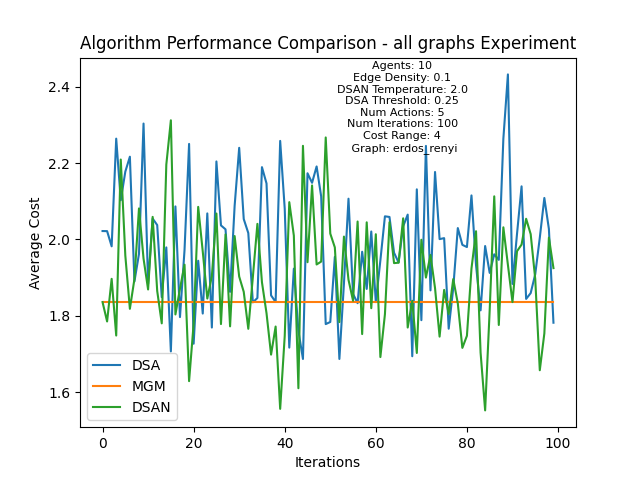 Algorithm Performance Comparison - all graphs Experiment
Agents: 10
Edge Density: 0.1
DSAN Temperature: 2.0
DSA Threshold: 0.25
Num Actions: 5
Num Iterations: 100
Cost Range: 4
Graph: erdos_renyi
Average Cost
2.4
2.2
2.0
1.8
1.6
DSA
MGM
DSAN
0
20
40
60
80
100
Iterations